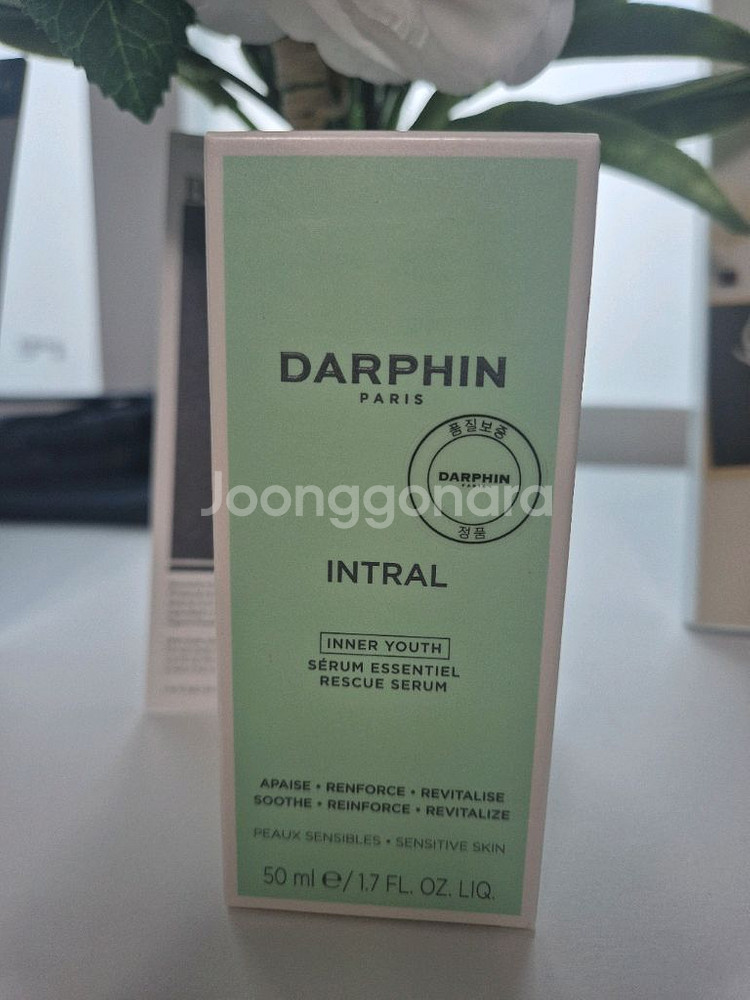 DARPHIN
PARIS
품질보증
DARPHIN
PARIS
정품
Joonggonara
INTRAL
INNER YOUTH
SÉRUM ESSENTIEL
RESCUE SERUM
APAISE • RENFORCE • REVITALISE
SOOTHE • REINFORCE • REVITALIZE
PEAUX SENSIBLES • SENSITIVE SKIN
50 ml ℮/ 1.7 FL. OZ. LIQ.